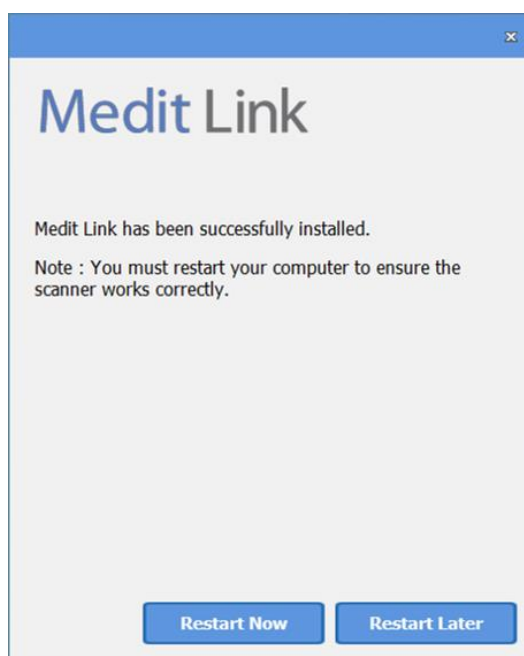 Medit Link
Medit Link has been successfully installed.
Note : You must restart your computer to ensure the
scanner works correctly.
Restart Now
Restart Later